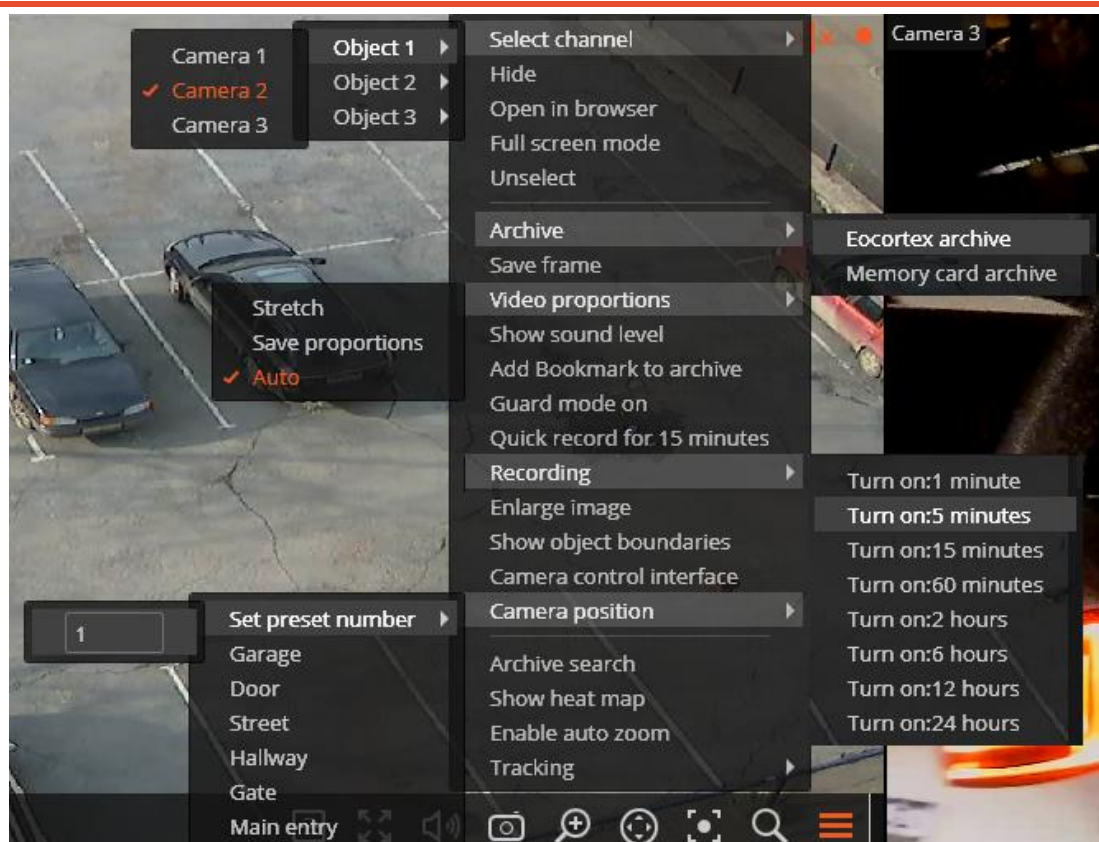 Camera 1
Camera 2
Camera 3
Object 1
Object 2
Object 3
Select channel
Hide
Open in browser
Full screen mode
Unselect
Camera 3
Archive
Save frame
Video proportions
Show sound level
Add Bookmark to archive
Guard mode on
Quick record for 15 minutes
Recording
Enlarge image
Show object boundaries
Camera control interface
Camera position
Archive search
Show heat map
Enable auto zoom
Tracking
Eocortex archive
Memory card archive
Stretch
Save proportions
Auto
Turn on:1 minute
Turn on:5 minutes
Turn on:15 minutes
Turn on:60 minutes
Turn on:2 hours
Turn on:6 hours
Turn on:12 hours
Turn on:24 hours
1
Set preset number
Garage
Door
Street
Hallway
Gate
Main entry